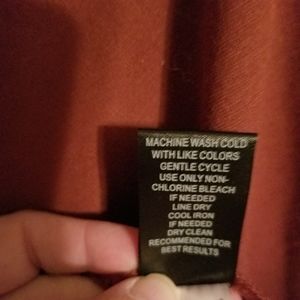 MACHINE WASH COLD
WITH LIKE COLORS
GENTLE CYCLE
USE ONLY NON-
CHLORINE BLEACH
IF NEEDED
LINE DRY
COOL IRON
IF NEEDED
DRY CLEAN
RECOMMENDED FOR
BEST RESULTS